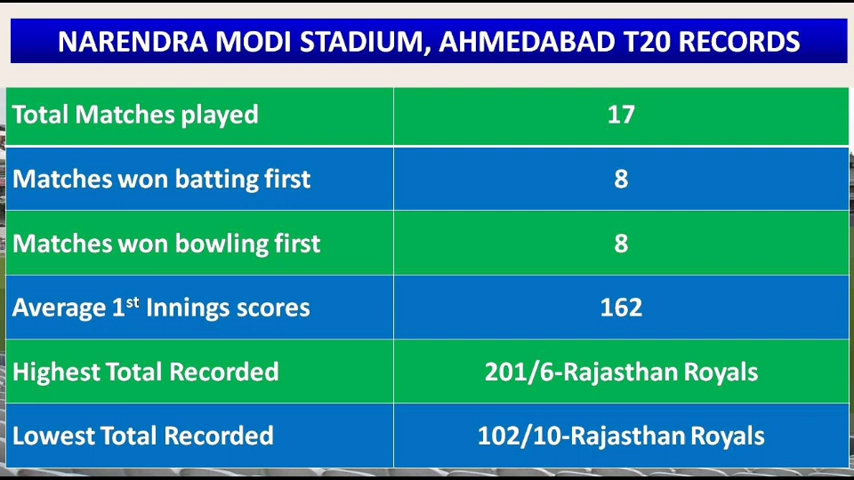 NARENDRA MODI STADIUM, AHMEDABAD T20 RECORDS
Total Matches played 17
Matches won batting first 8
Matches won bowling first 8
Average 1st Innings scores 162
Highest Total Recorded 201/6-Rajasthan Royals
Lowest Total Recorded 102/10-Rajasthan Royals